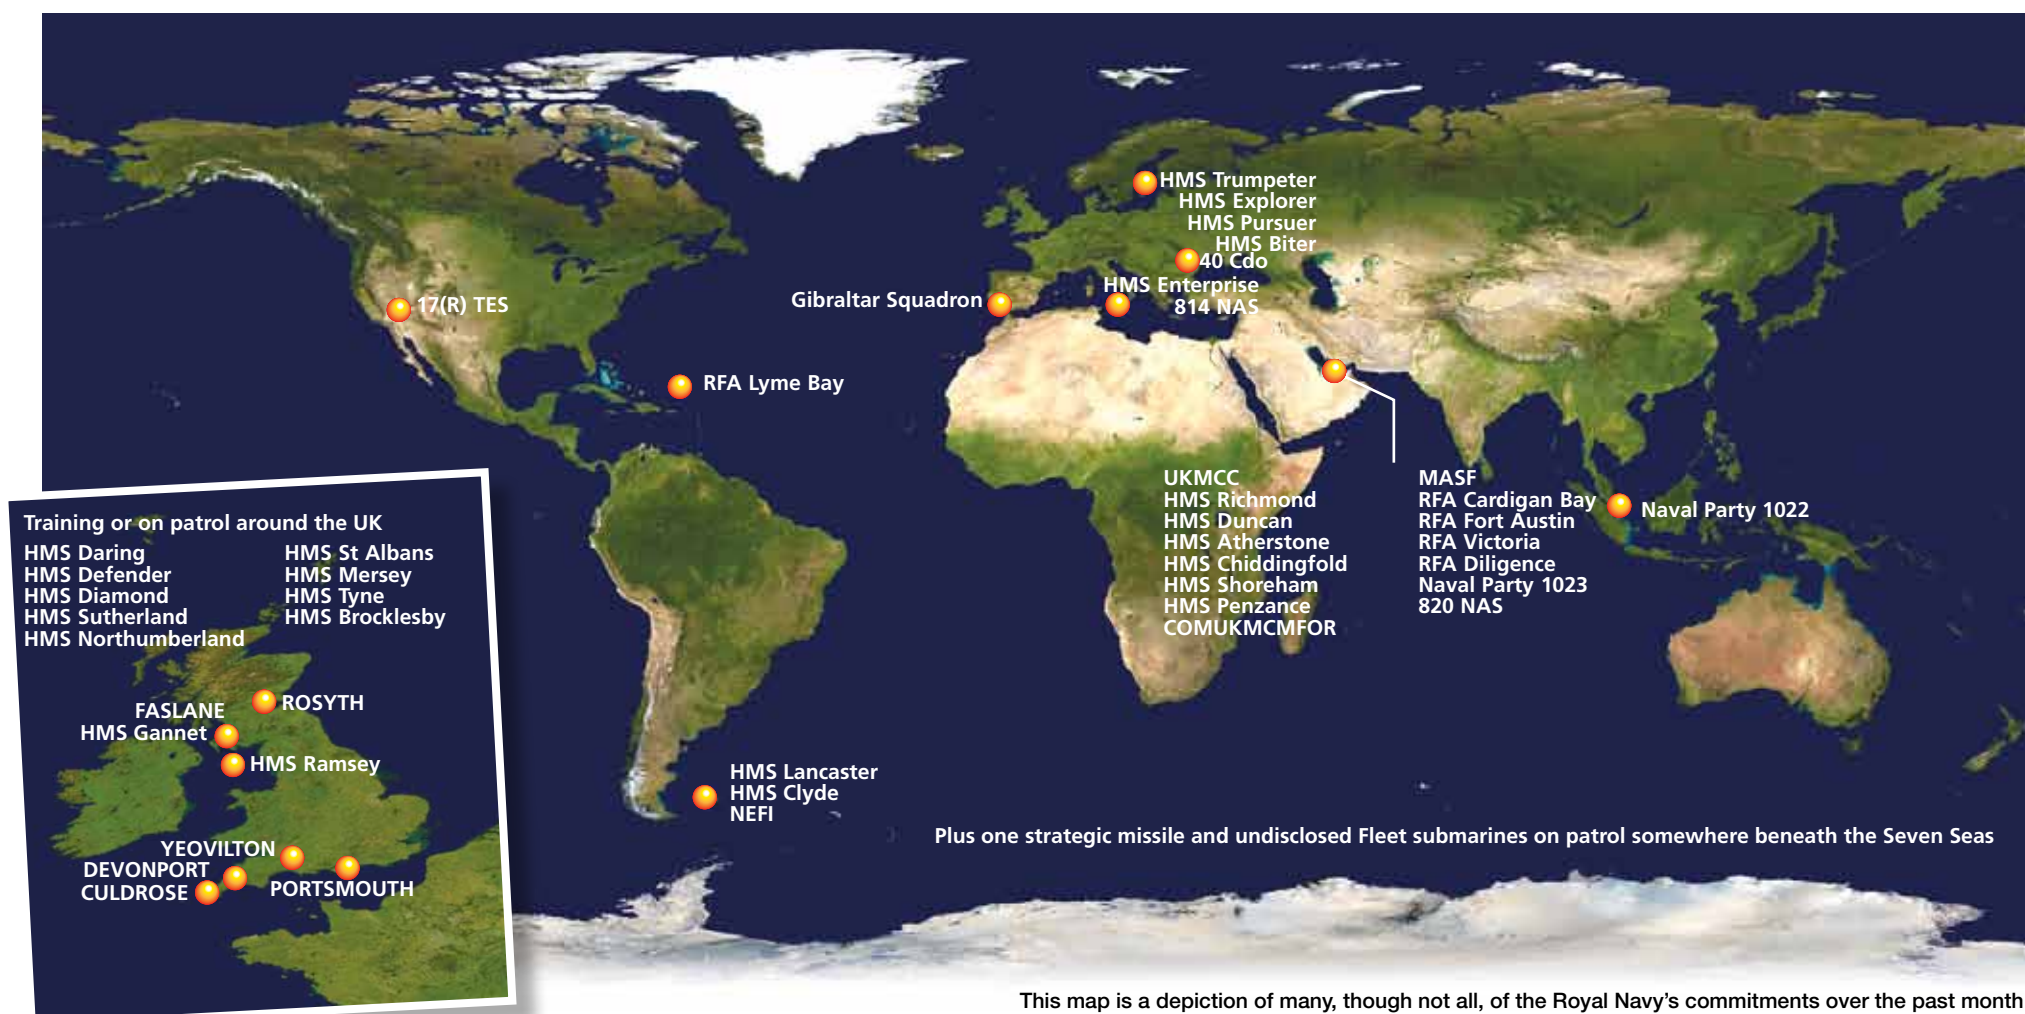 HMS Trumpeter
HMS Explorer
HMS Pursuer
HMS Biter
40 Cdo
HMS Enterprise
814 NAS
Gibraltar Squadron
17(R) TES
RFA Lyme Bay
UKMCC
HMS Richmond
HMS Duncan
HMS Atherstone
HMS Chiddingfold
HMS Shoreham
HMS Penzance
COMUKMCMFOR
MASF
RFA Cardigan Bay
RFA Fort Austin
RFA Victoria
RFA Diligence
Naval Party 1023
820 NAS
Naval Party 1022
Training or on patrol around the UK
HMS Daring
HMS Defender
HMS Diamond
HMS Sutherland
HMS Northumberland
HMS St Albans
HMS Mersey
HMS Tyne
HMS Brocklesby
ROSYTH
FASLANE
HMS Gannet
HMS Ramsey
YEOVILTON
DEVONPORT
CULDROSE
PORTSMOUTH
HMS Lancaster
HMS Clyde
NEFI
Plus one strategic missile and undisclosed Fleet submarines on patrol somewhere beneath the Seven Seas
This map is a depiction of many, though not all, of the Royal Navy's commitments over the past month